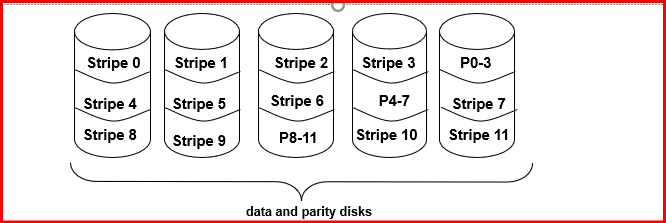 Stripe 0 Stripe 1 Stripe 2 Stripe 3 P0-3
Stripe 4 Stripe 5 Stripe 6 P4-7 Stripe 7
Stripe 8 Stripe 9 P8-11 Stripe 10 Stripe 11
data and parity disks